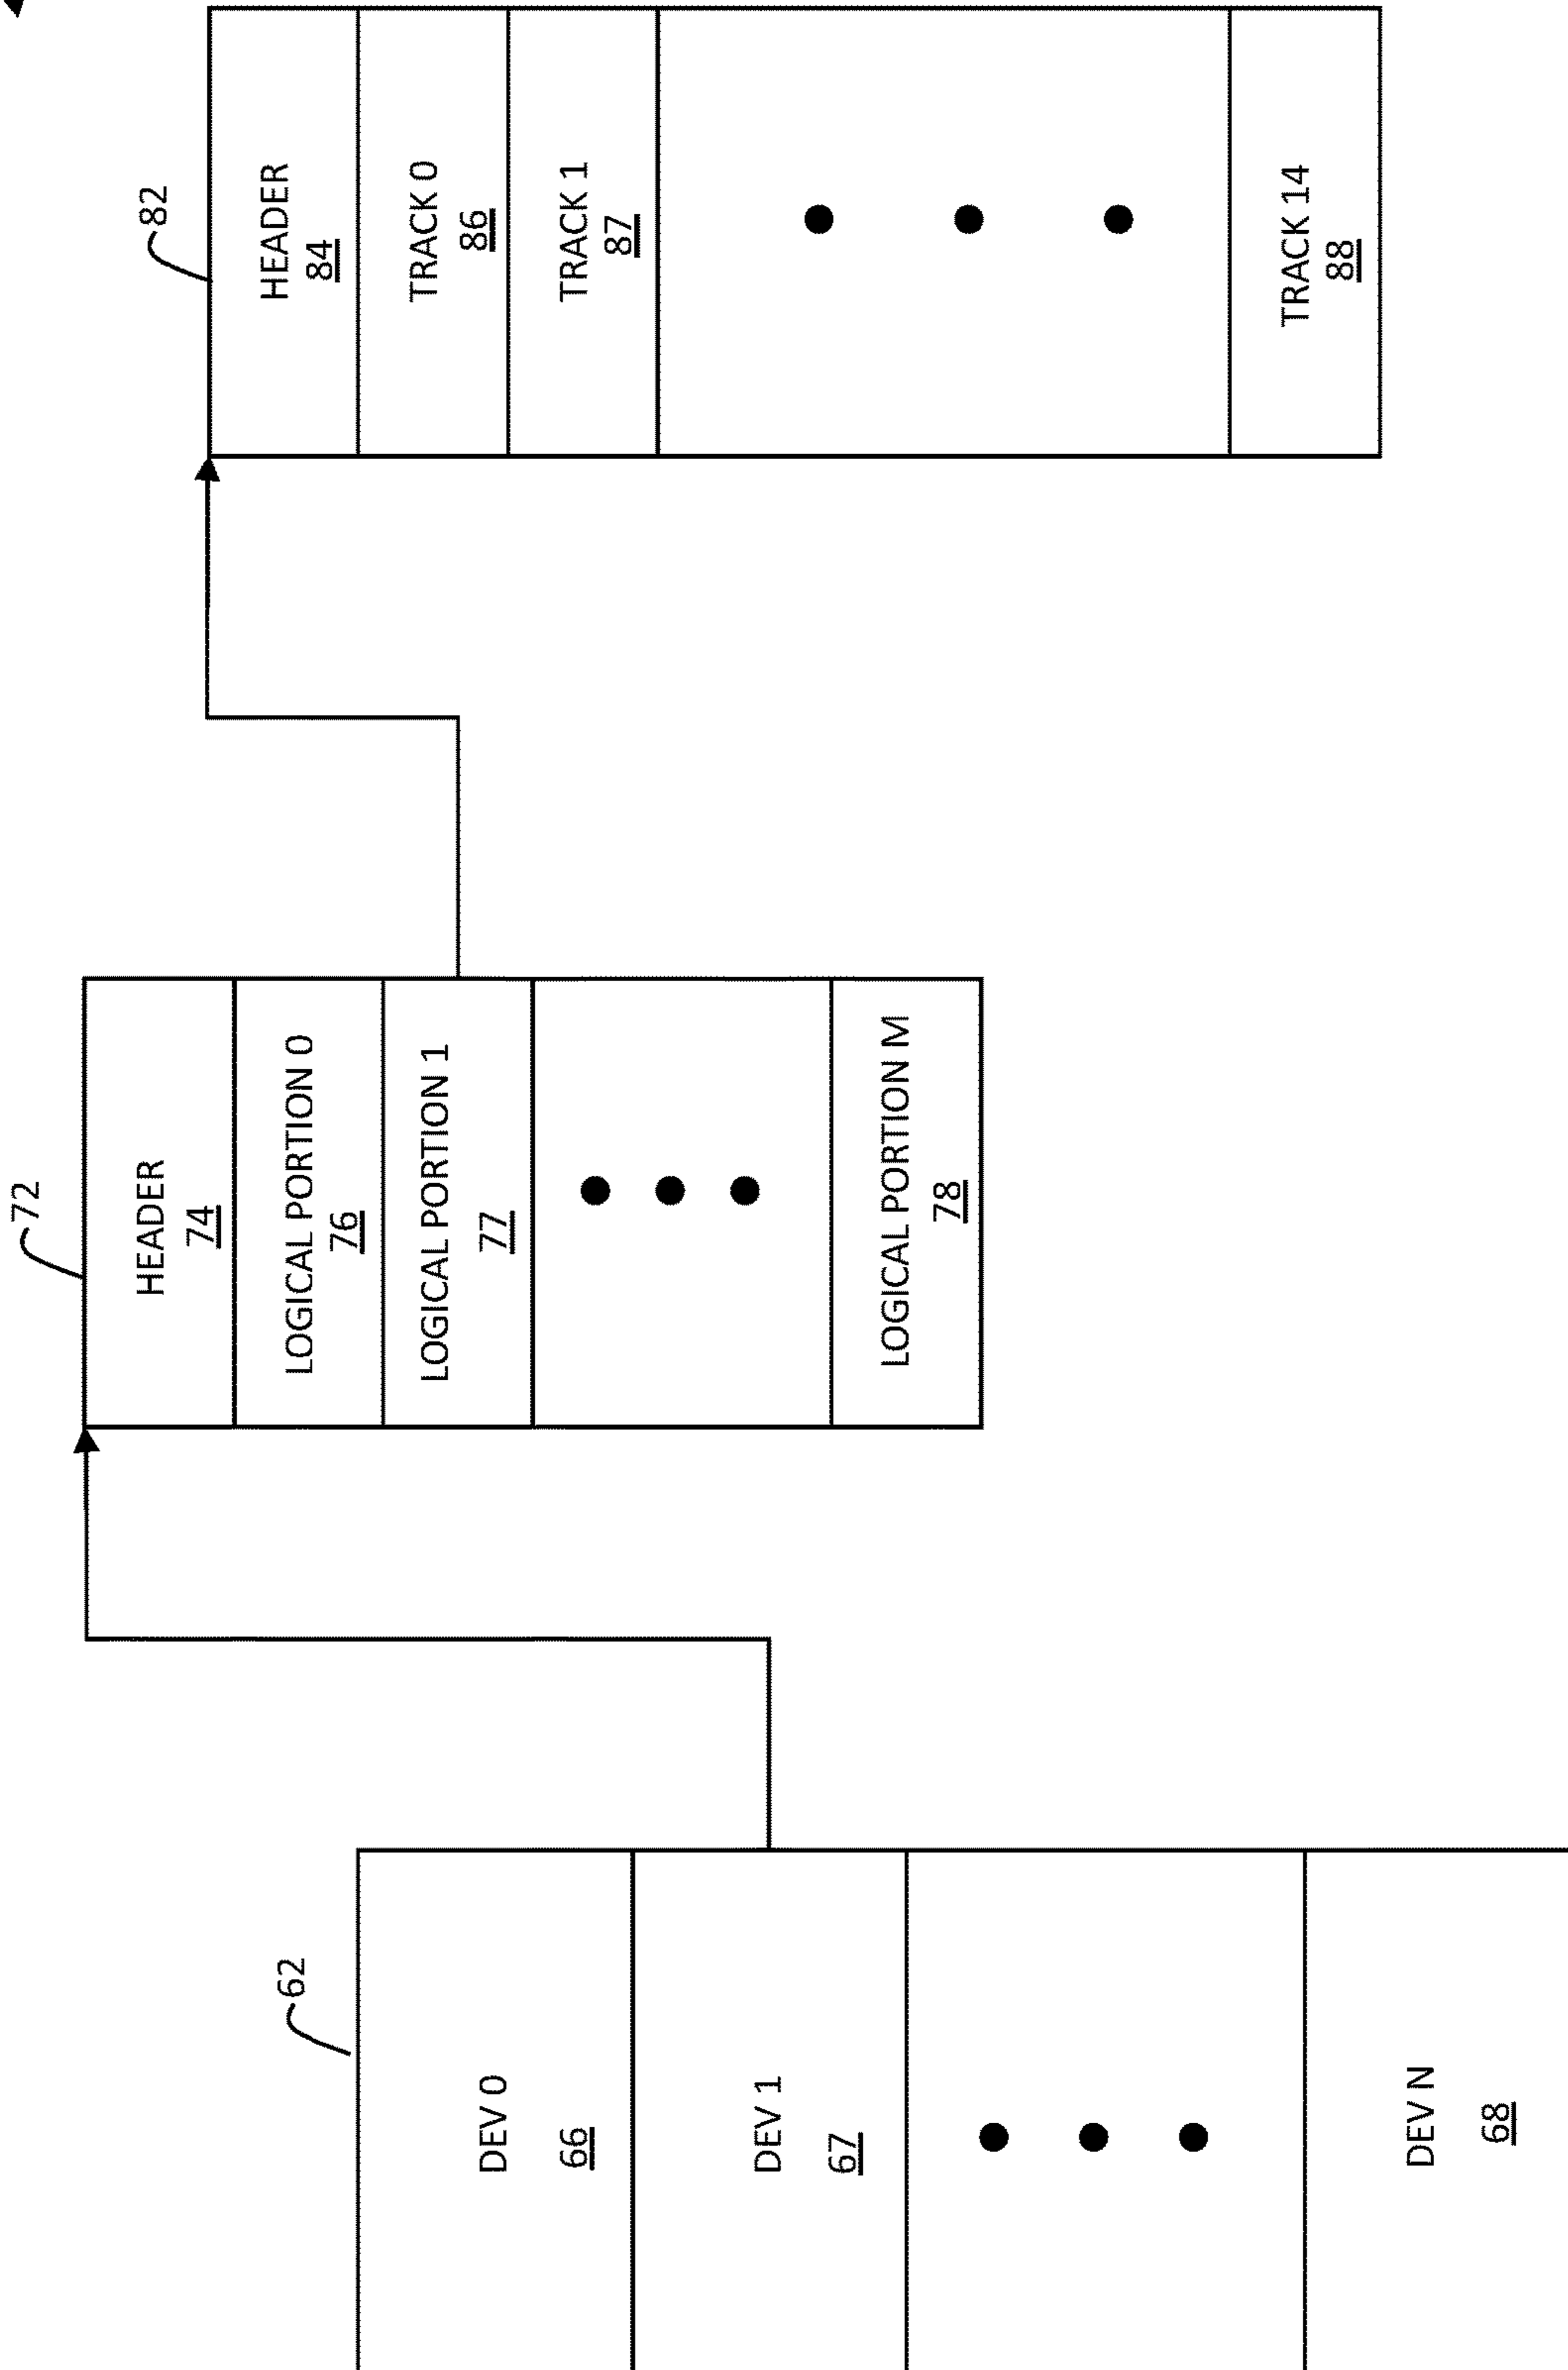 62
DEV 0
66
DEV 1
67
DEV N
68
72
HEADER
74
LOGICAL PORTION 0
76
LOGICAL PORTION 1
77
LOGICAL PORTION M
78
82
HEADER
84
TRACK 0
86
TRACK 1
87
TRACK 14
88